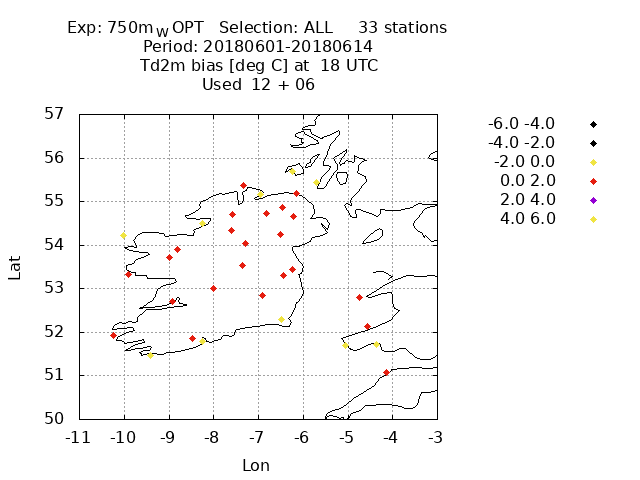 Exp: 750mWOPT   Selection: ALL     33 stations
Period: 20180601-20180614
Td2m bias [deg C] at  18 UTC
Used  12 + 06
57
56
55
54
53
52
51
50
-11 -10 -9 -8 -7 -6 -5 -4 -3
Lat
Lon
-6.0 -4.0
-4.0 -2.0
-2.0 0.0
0.0 2.0
2.0 4.0
4.0 6.0